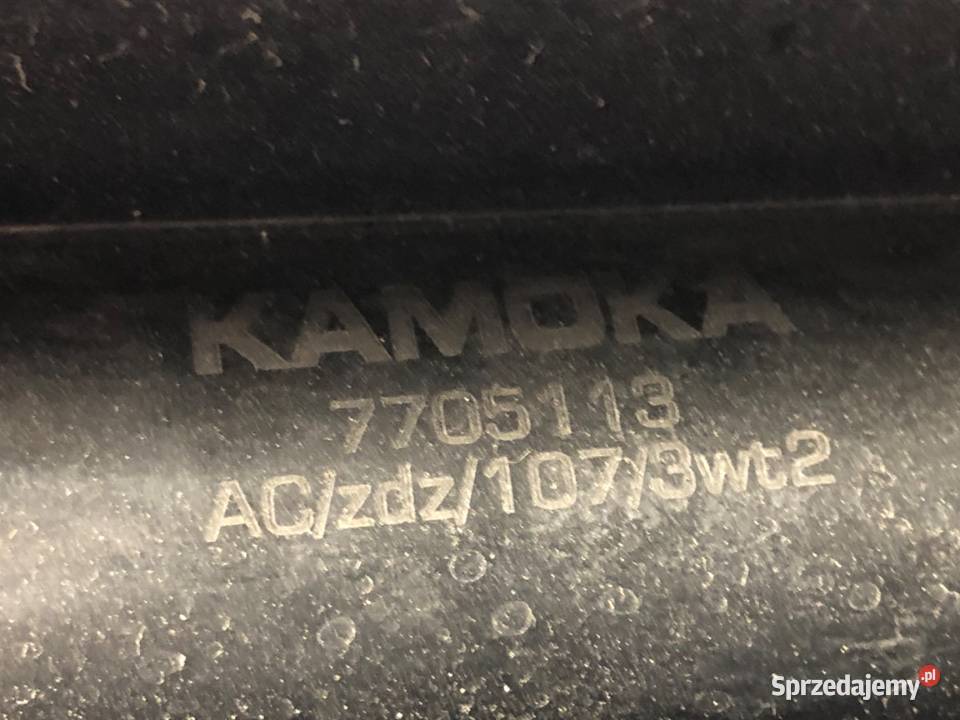 KAMOKA
7705113
AC/zdz/107/3wt2
Sprzedajemy.pl